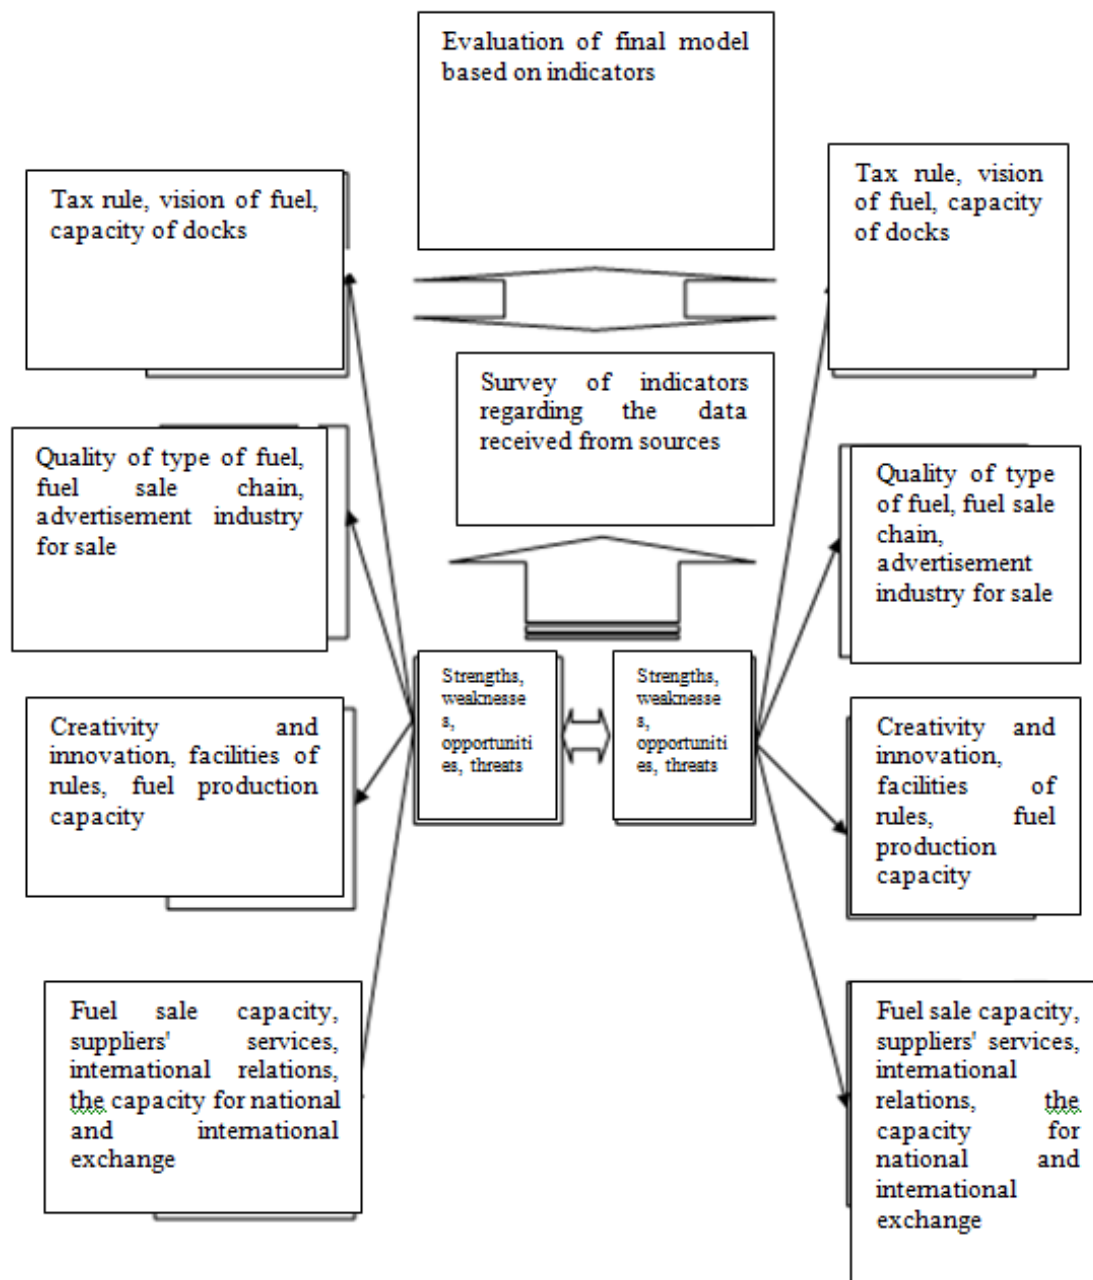 Evaluation of final model
based on indicators
Tax rule, vision of fuel,
capacity of docks
Tax rule, vision
of fuel, capacity
of docks
Survey of indicators
regarding the data
received from sources
Quality of type of fuel,
fuel sale chain,
advertisement industry
for sale
Quality of type
of fuel, fuel sale
chain,
advertisement
industry for sale
Strengths,
weaknesse
s,
opportuniti
es, threats
Strengths,
weaknesse
s,
opportuniti
es, threats
Creativity and
innovation, facilities of
rules, fuel production
capacity
Creativity and
innovation,
facilities of
rules, fuel
production
capacity
Fuel sale capacity,
suppliers' services,
international relations,
the capacity for national
and international
exchange
Fuel sale capacity,
suppliers' services,
international
relations, the
capacity for
national and
international
exchange